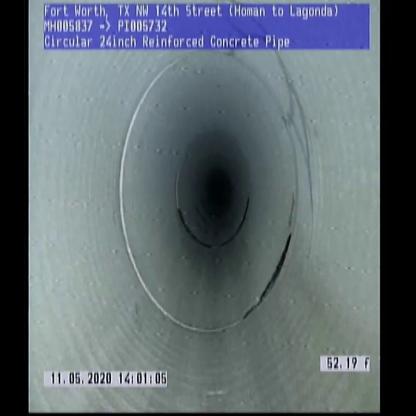 Fort Worth, TX NW 14th Street (Homan to Lagonda)
MH005837 => PI005732
Circular 24inch Reinforced Concrete Pipe
52.19 f
11.05.2020 14:01:05